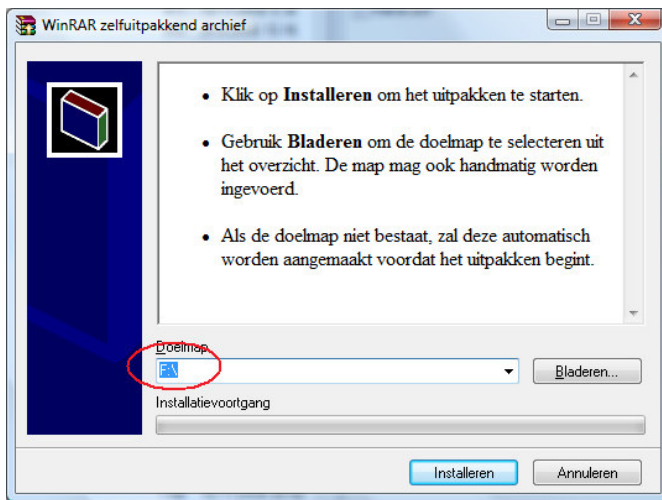 WinRAR zelfuitpakkend archief
Klik op Installeren om het uitpakken te starten.
Gebruik Bladeren om de doelmap te selecteren uit
het overzicht. De map mag ook handmatig worden
ingevoerd.
Als de doelmap niet bestaat, zal deze automatisch
worden aangemaakt voordat het uitpakken begint.
Doelmap
F:\
Bladeren...
Installatievoortgang
Installeren
Annuleren